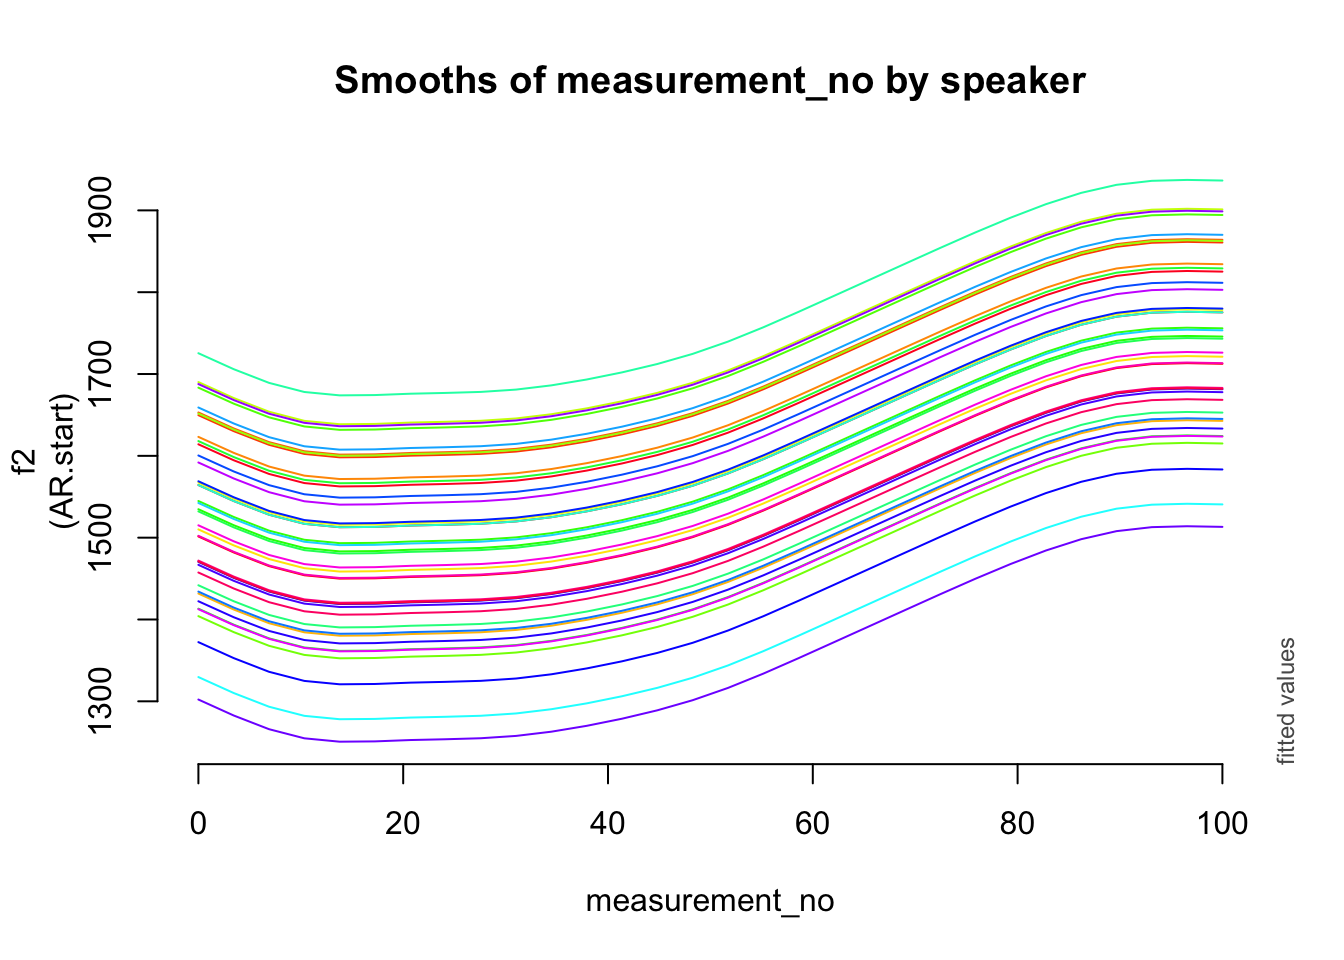 Smooths of measurement_no by speaker
f2
(AR.start)
1900
1700
1500
1300
0 20 40 60 80 100
measurement_no
fitted values